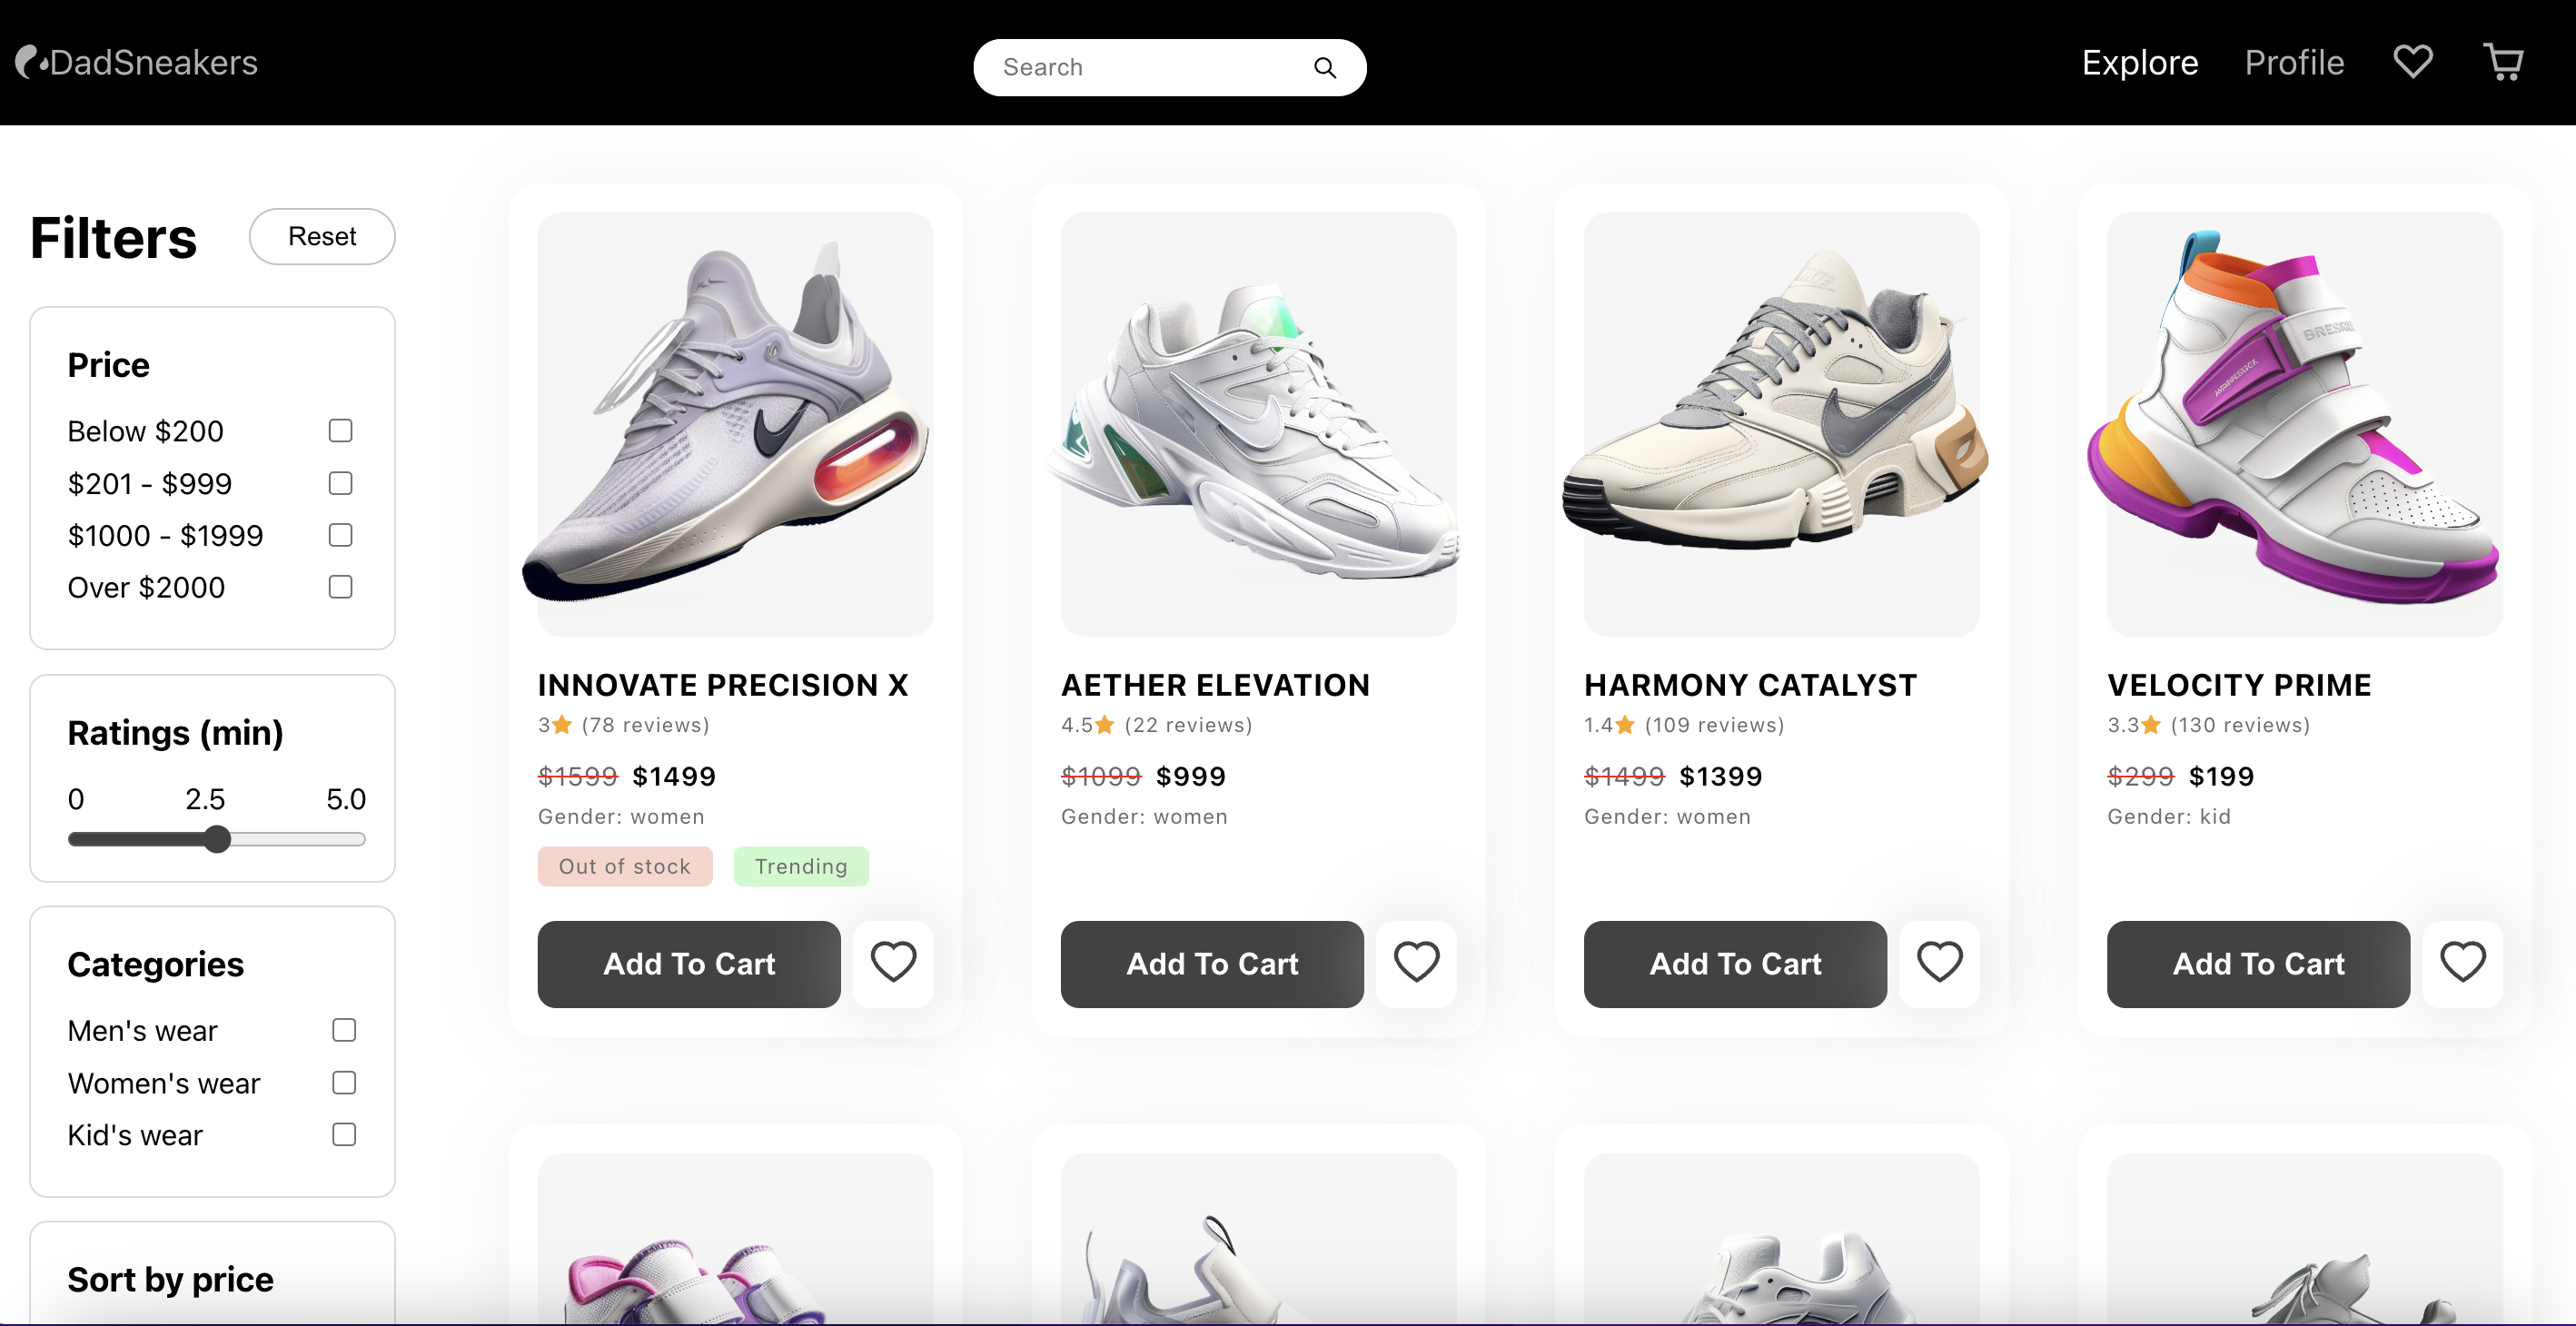 DadSneakers
Search
Explore
Profile
Filters
Reset
Price
Below $200
$201 - $999
$1000 - $1999
Over $2000
Ratings (min)
0 2.5 5.0
Categories
Men's wear
Women's wear
Kid's wear
Sort by price
INNOVATE PRECISION X
3 (78 reviews)
$1599 $1499
Gender: women
Out of stock
Trending
Add To Cart
AETHER ELEVATION
4.5 (22 reviews)
$1099 $999
Gender: women
Add To Cart
HARMONY CATALYST
1.4 (109 reviews)
$1499 $1399
Gender: women
Add To Cart
VELOCITY PRIME
3.3 (130 reviews)
$299 $199
Gender: kid
Add To Cart